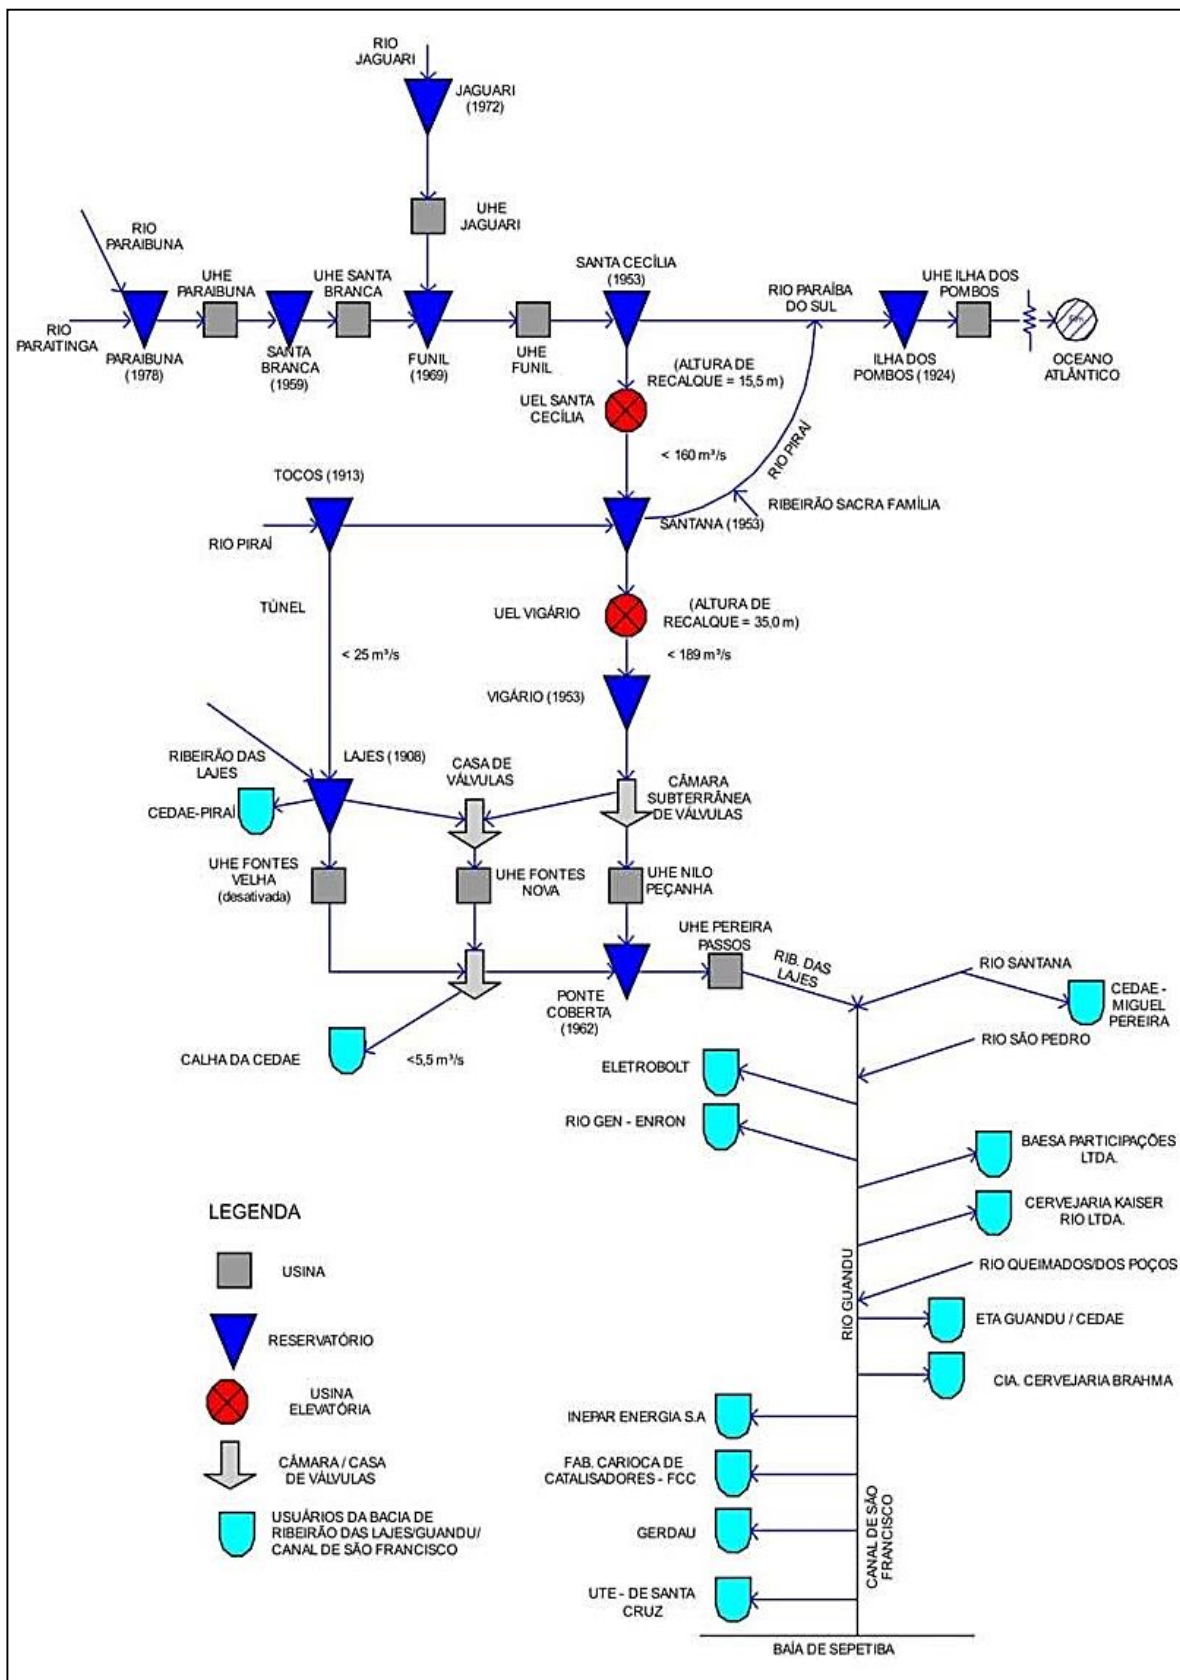 RIO
JAGUARI
JAGUARI
(1972)
UHE
JAGUARI
RIO
PARAIBUNA
UHE
PARAIBUNA
UHE SANTA
BRANCA
SANTA CECÍLIA
(1953)
RIO PARAÍBA
DO SUL
UHE ILHA DOS
POMBOS
RIO
PARAITINGA
PARAIBUNA
(1978)
SANTA
BRANCA
(1959)
FUNIL
(1969)
UHE
FUNIL
(ALTURA DE
RECALQUE = 15,5 m)
ILHA DOS
POMBOS (1924)
OCEANO
ATLÂNTICO
UEL SANTA
CECÍLIA
< 160 m³/s
RIO PIRAÍ
TOCOS (1913)
RIBEIRÃO SACRA FAMÍLIA
SANTANA (1953)
RIO PIRAÍ
TÚNEL
UEL VIGÁRIO
(ALTURA DE
RECALQUE = 35,0 m)
< 25 m³/s
< 189 m³/s
VIGÁRIO (1953)
RIBEIRÃO DAS
LAJES
LAJES (1908)
CASA DE
VÁLVULAS
CÂMARA
SUBTERRÂNEA
DE VÁLVULAS
CEDAE-PIRAÍ
UHE FONTES
VELHA
(desativada)
UHE FONTES
NOVA
UHE NILO
PEÇANHA
UHE PEREIRA
PASSOS
RIB. DAS
LAJES
RIO SANTANA
CEDAE -
MIGUEL
PEREIRA
PONTE
COBERTA
(1962)
CALHA DA CEDAE
<5,5 m³/s
RIO SÃO PEDRO
ELETROBOLT
RIO GEN - ENRON
BAESA PARTICIPAÇÕES
LTDA.
CERVEJARIA KAISER
RIO LTDA.
RIO GUANDU
RIO QUEIMADOS/DOS POÇOS
ETA GUANDU / CEDAE
CIA. CERVEJARIA BRAHMA
INEPAR ENERGIA S.A
FAB. CARIOCA DE
CATALISADORES - FCC
GERDAU
CANAL DE SÃO
FRANCISCO
UTE - DE SANTA
CRUZ
BAÍA DE SEPETIBA
LEGENDA
USINA
RESERVATÓRIO
USINA
ELEVATÓRIA
CÂMARA / CASA
DE VÁLVULAS
USUÁRIOS DA BACIA DE
RIBEIRÃO DAS LAJES/GUANDU/
CANAL DE SÃO FRANCISCO